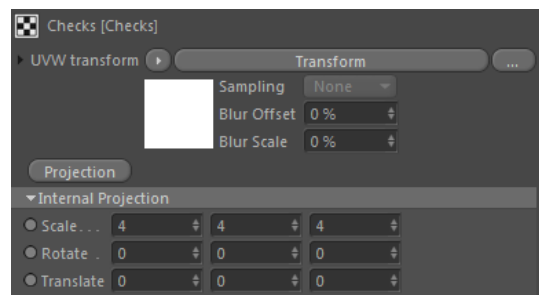 Checks [Checks]
UVW transform Transform ...
Sampling None
Blur Offset 0 %
Blur Scale 0 %
Projection
Internal Projection
Scale... 4 4 4
Rotate . 0 0 0
Translate 0 0 0